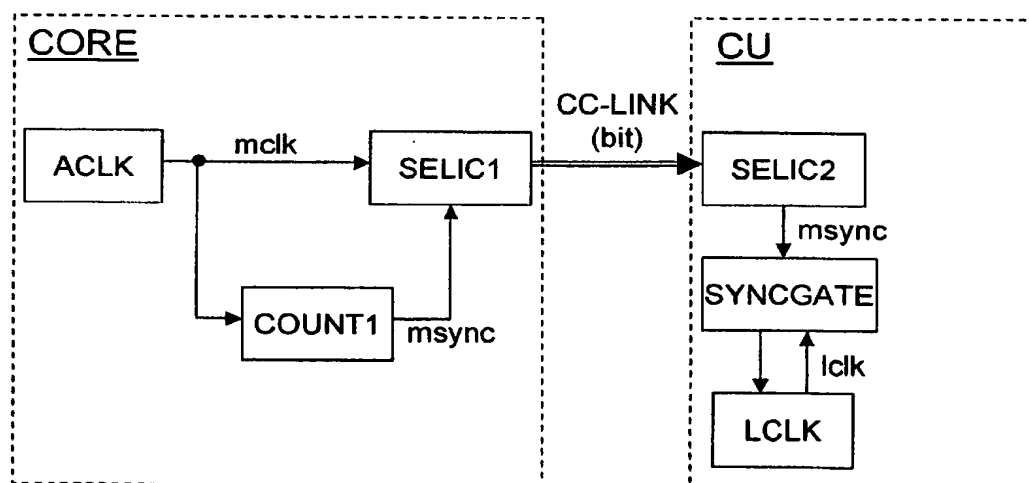 CORE
CU
CC-LINK
(bit)
ACLK
mclk
SELIC1
SELIC2
msync
COUNT1
msync
SYNCGATE
lclk
LCLK